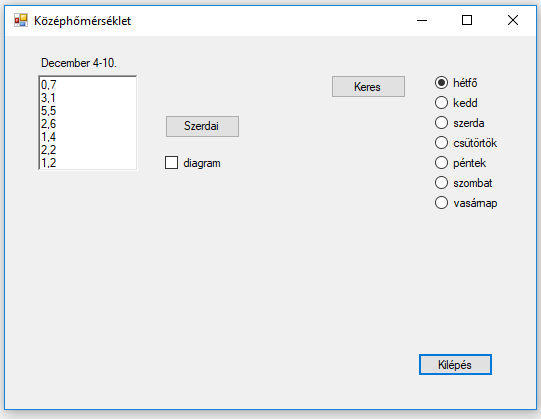 Középhőmérséklet
December 4-10.
0,7
3,1
5,5
2,6
1,4
2,2
1,2
Szerdai
diagram
Keres
hétfő
kedd
szerda
csütörtök
péntek
szombat
vasárnap
Kilépés